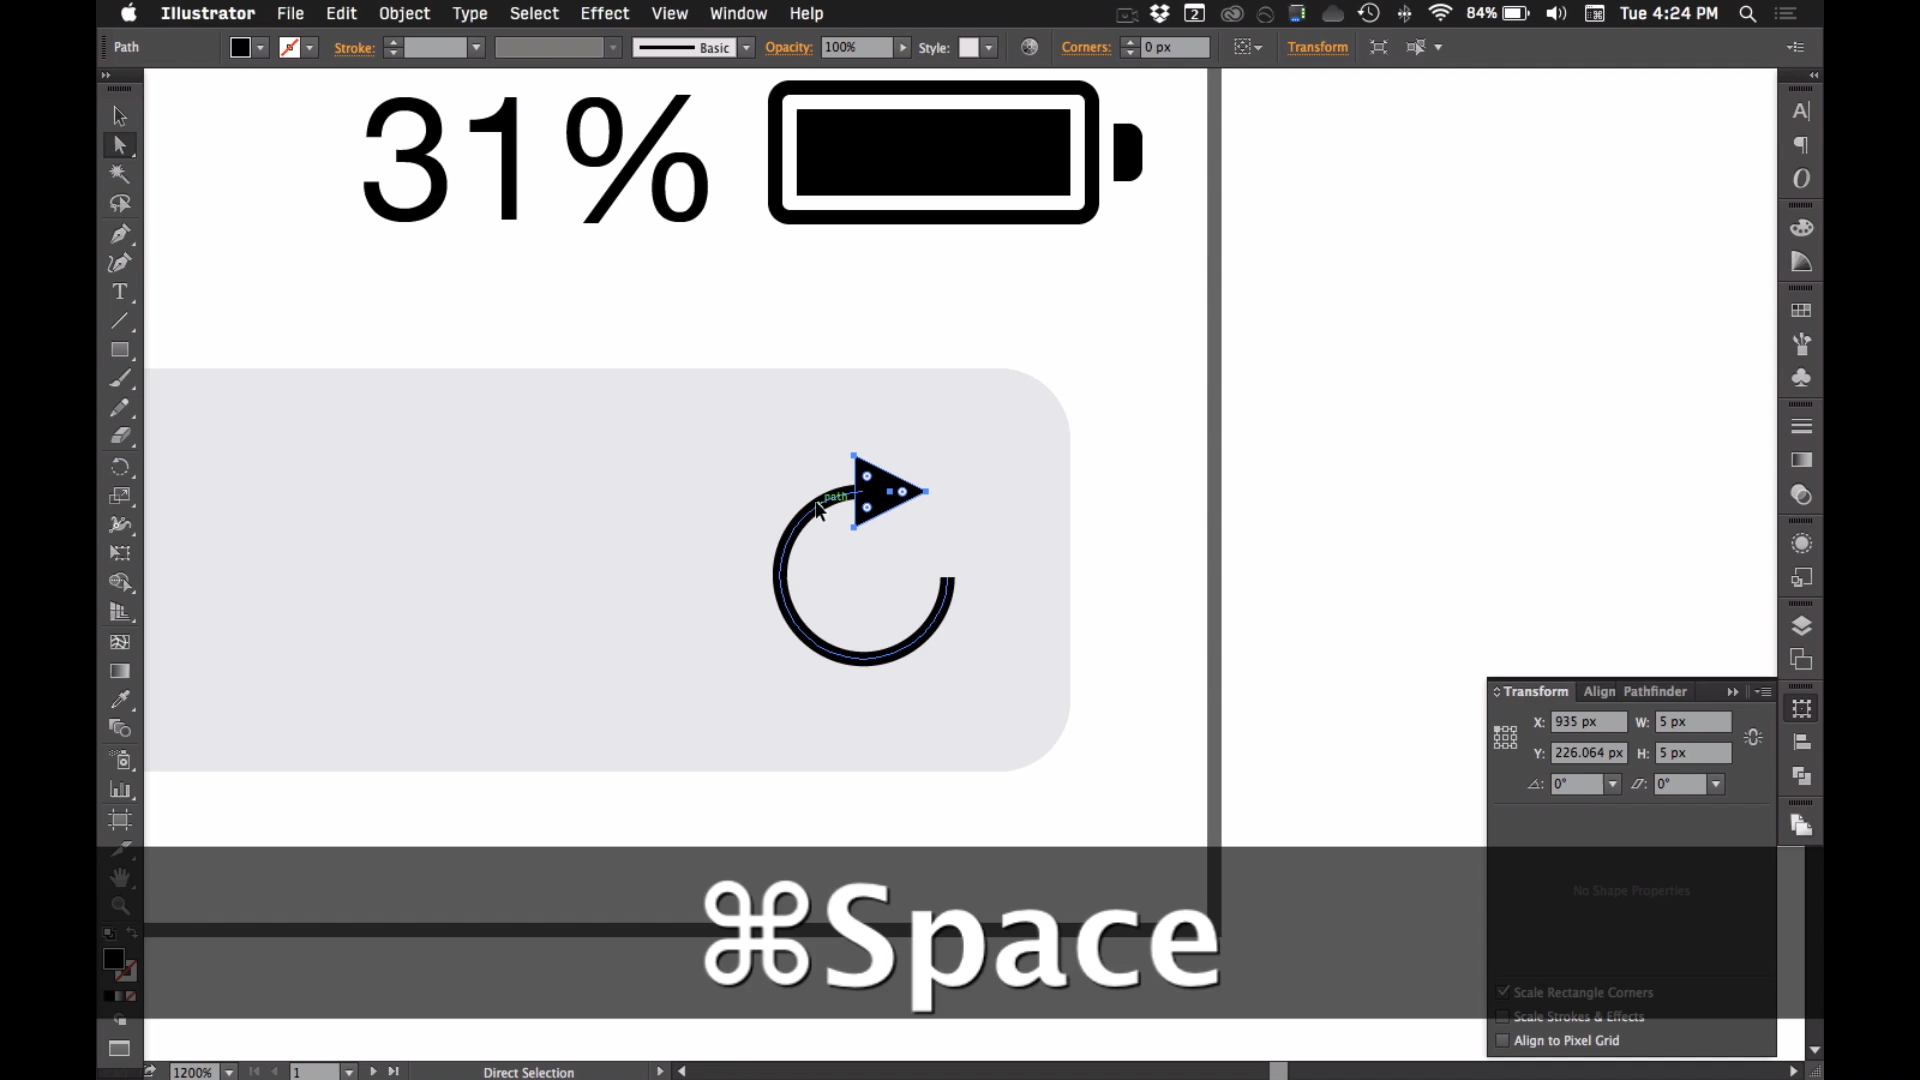 Illustrator File Edit Object Type Select Effect View Window Help
2 84% Tue 4:24 PM
Path Stroke: Basic Opacity: 100% Style: Corners: 0 px Transform
31%
path
Transform Align Pathfinder
X: 935 px W: 5 px
Y: 226.064 px H: 5 px
0° 0°
No Shape Properties
⌘Space
Scale Rectangle Corners
Scale Strokes & Effects
Align to Pixel Grid
1200% 1 Direct Selection